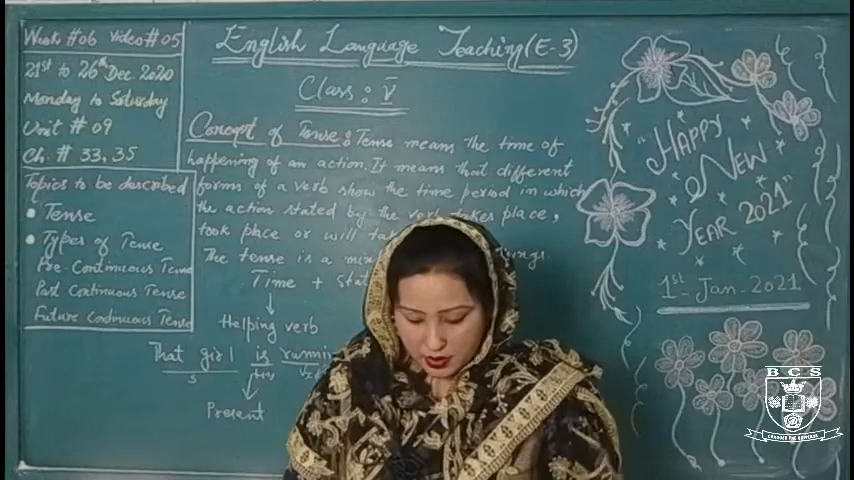 Week #06 Video #05
21st to 26th Dec 2020
Monday to Saturday
Unit #09
Ch. # 33, 35
Topics to be described
Tense
Types of Tense
Pre-Continuous Tense
Past Continuous Tense
Future Continuous Tense
English Language Teaching (E-3)
Class: V
Concept of Tense: Tense means the time of
happening of an action. It means that different
forms of a verb show the time period in which
the action stated by the verb takes place,
took place or will
The tense is a
Time + 
Helping verb
That girl is
s
Present
"HAPPY
NEW
YEAR 2021"
1st-Jan-2021
BCS